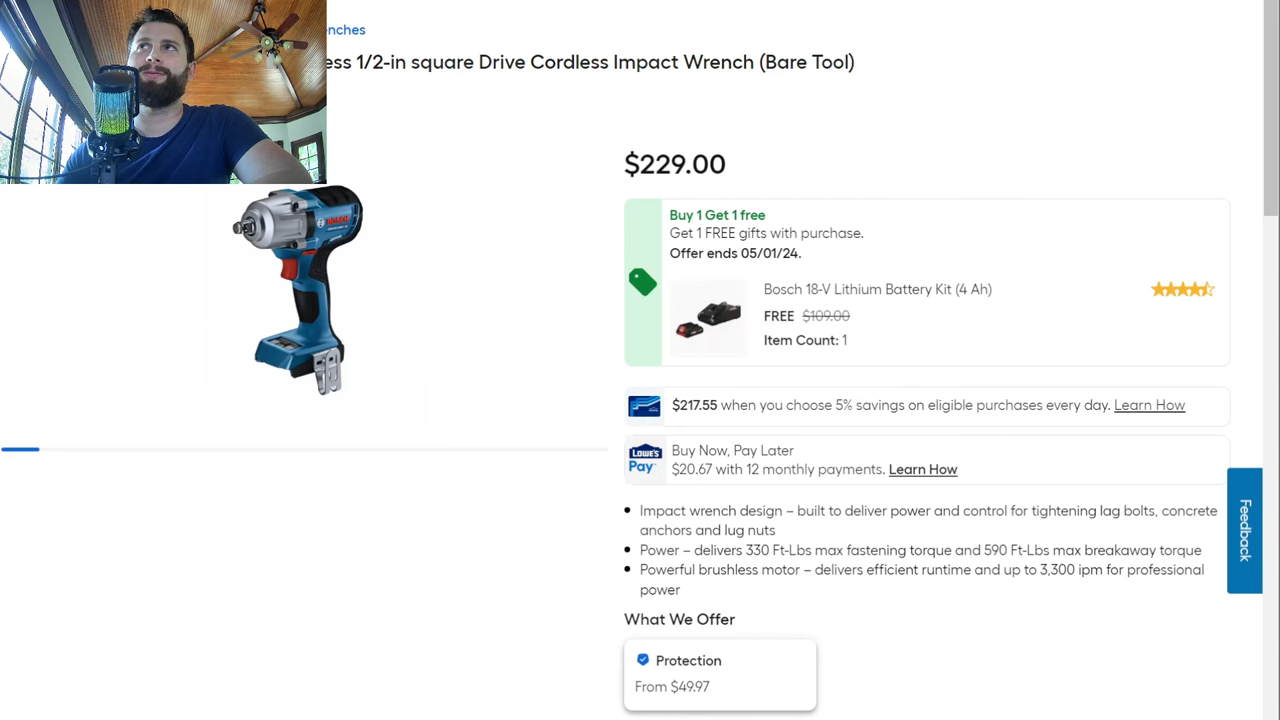 enches
ess 1/2-in square Drive Cordless Impact Wrench (Bare Tool)
$229.00
Buy 1 Get 1 free
Get 1 FREE gifts with purchase.
Offer ends 05/01/24.
Bosch 18-V Lithium Battery Kit (4 Ah)
FREE $109.00
Item Count: 1
$217.55 when you choose 5% savings on eligible purchases every day. Learn How
LOWE'S
Pay
Buy Now, Pay Later
$20.67 with 12 monthly payments. Learn How
Impact wrench design – built to deliver power and control for tightening lag bolts, concrete
anchors and lug nuts
Power – delivers 330 Ft-Lbs max fastening torque and 590 Ft-Lbs max breakaway torque
Powerful brushless motor – delivers efficient runtime and up to 3,300 ipm for professional
power
What We Offer
Protection
From $49.97
Feedback
BOSCH